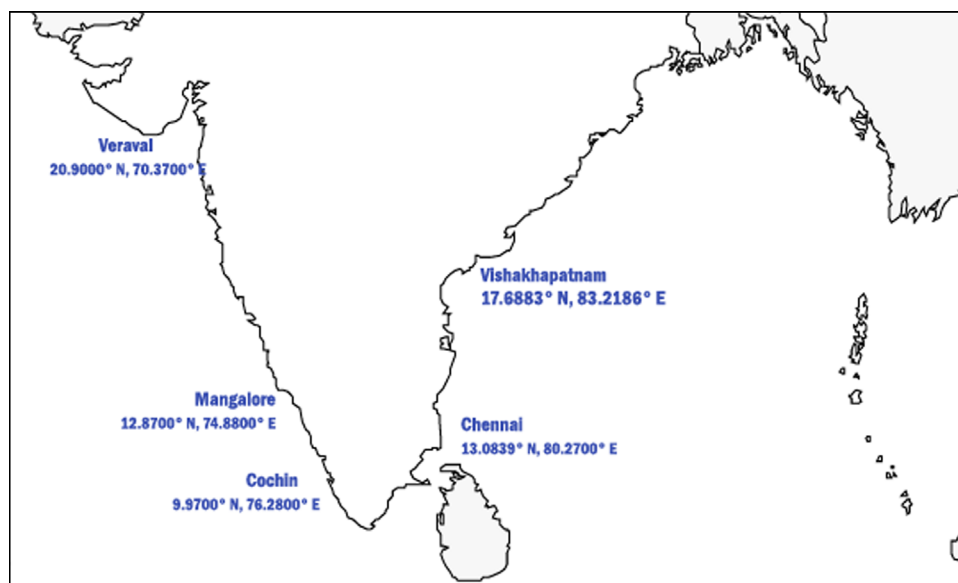 Veraval
20.9000° N, 70.3700° E
Vishakhapatnam
17.6883° N, 83.2186° E
Mangalore
12.8700° N, 74.8800° E
Chennai
13.0839° N, 80.2700° E
Cochin
9.9700° N, 76.2800° E